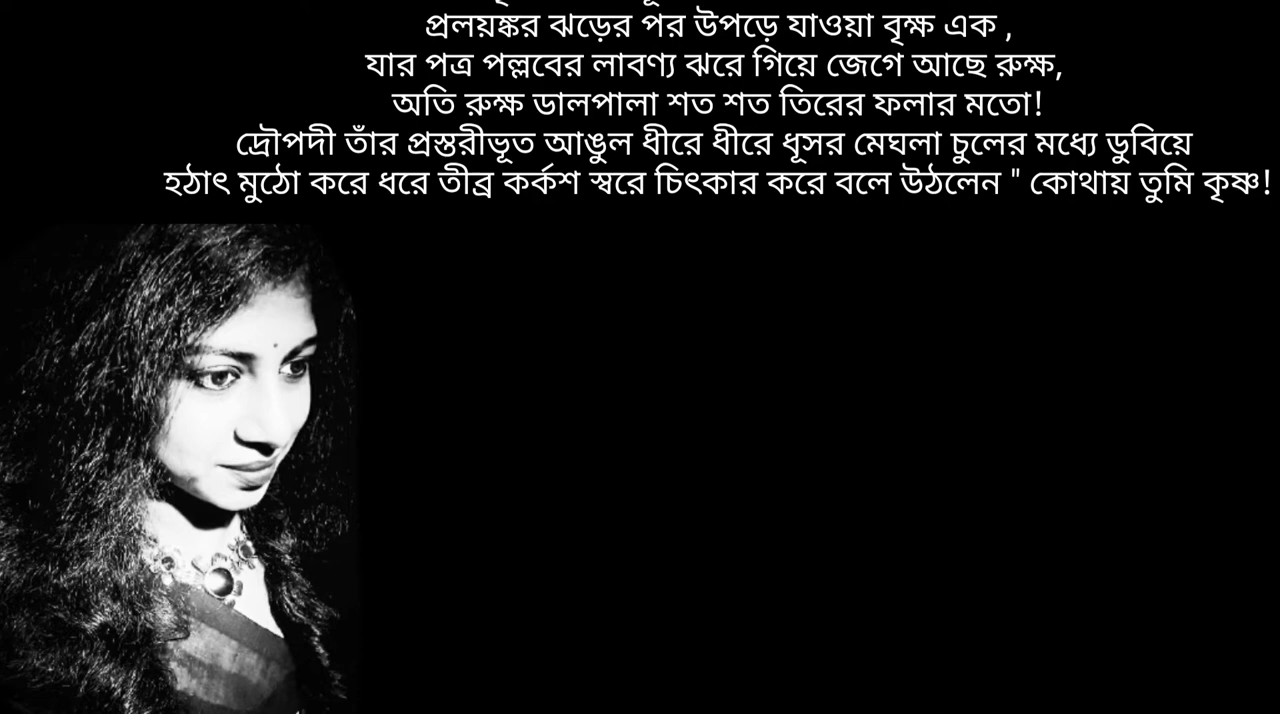 প্রলয়ঙ্কর ঝড়ের পর উপড়ে যাওয়া বৃক্ষ এক ,
যার পত্র পল্লবের লাবণ্য ঝরে গিয়ে জেগে আছে রুক্ষ,
অতি রুক্ষ ডালপালা শত শত তিরের ফলার মতো!
দ্রৌপদী তাঁর প্রস্তরীভূত আঙুল ধীরে ধীরে ধূসর মেঘলা চুলের মধ্যে ডুবিয়ে
হঠাৎ মুঠো করে ধরে তীব্র কর্কশ স্বরে চিৎকার করে বলে উঠলেন " কোথায় তুমি কৃষ্ণ!